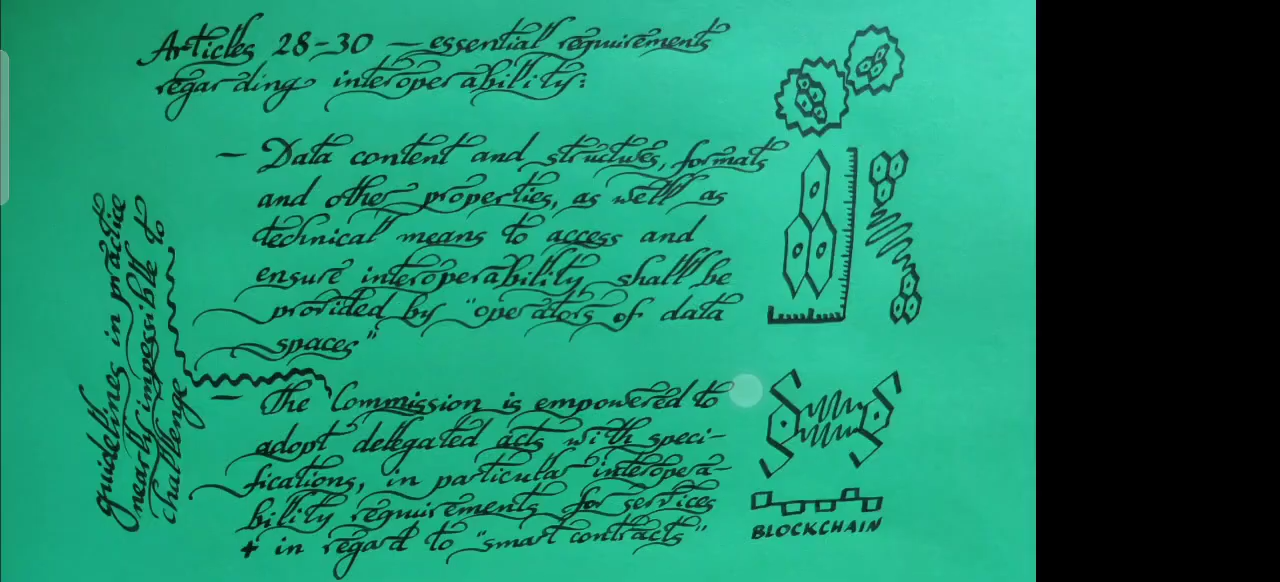 Articles 28-30 — essential requirements
regarding interoperability:
— Data content and structures, formats
and other properties, as well as
technical means to access and
ensure interoperability shall be
provided by "operators of data
spaces"
— The Commission is empowered to
adopt delegated acts with speci-
fications, in particular interopera-
bility requirements for services
+ in regard to "smart contracts"
guidelines in practice
nearly impossible to
challenge
BLOCKCHAIN